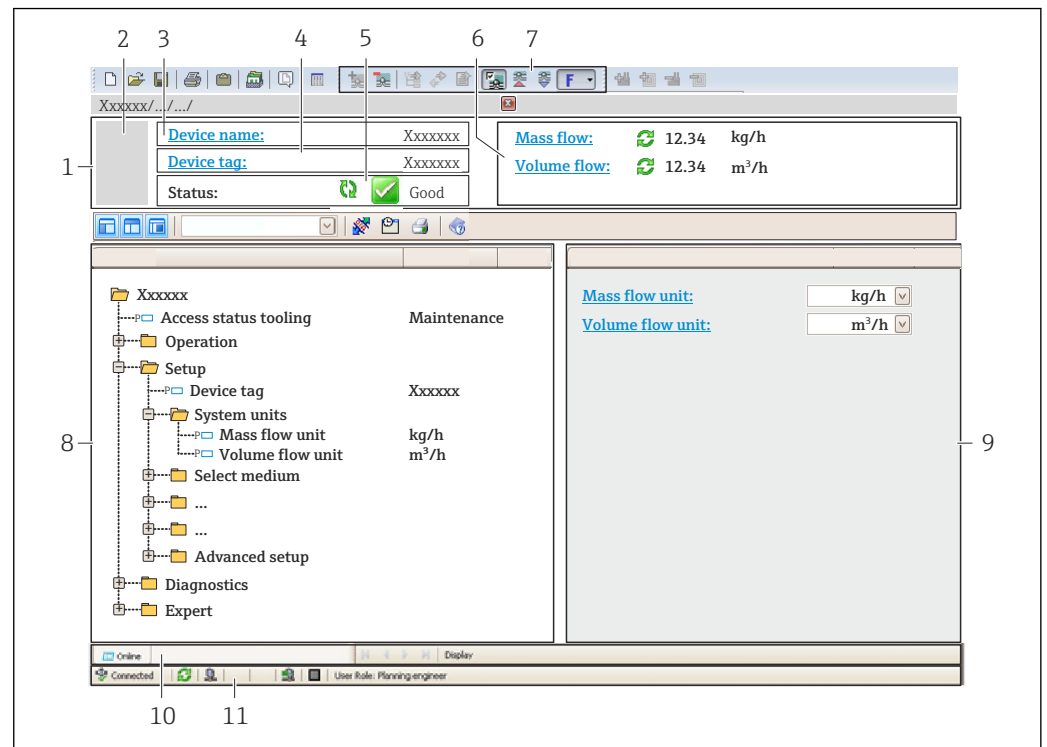 2 3 4 5 6 7
F
Xxxxxx/.../.../
1
Device name: Xxxxxxx
Device tag: Xxxxxxx
Status: Good
Mass flow: 12.34 kg/h
Volume flow: 12.34 m³/h
Xxxxxx
P Access status tooling Maintenance
Operation
Setup
P Device tag Xxxxxx
System units
P Mass flow unit kg/h
P Volume flow unit m³/h
Select medium
...
...
Advanced setup
Diagnostics
Expert
Mass flow unit: kg/h
Volume flow unit: m³/h
8
9
Online Display
Connected User Role: Planning engineer
10 11